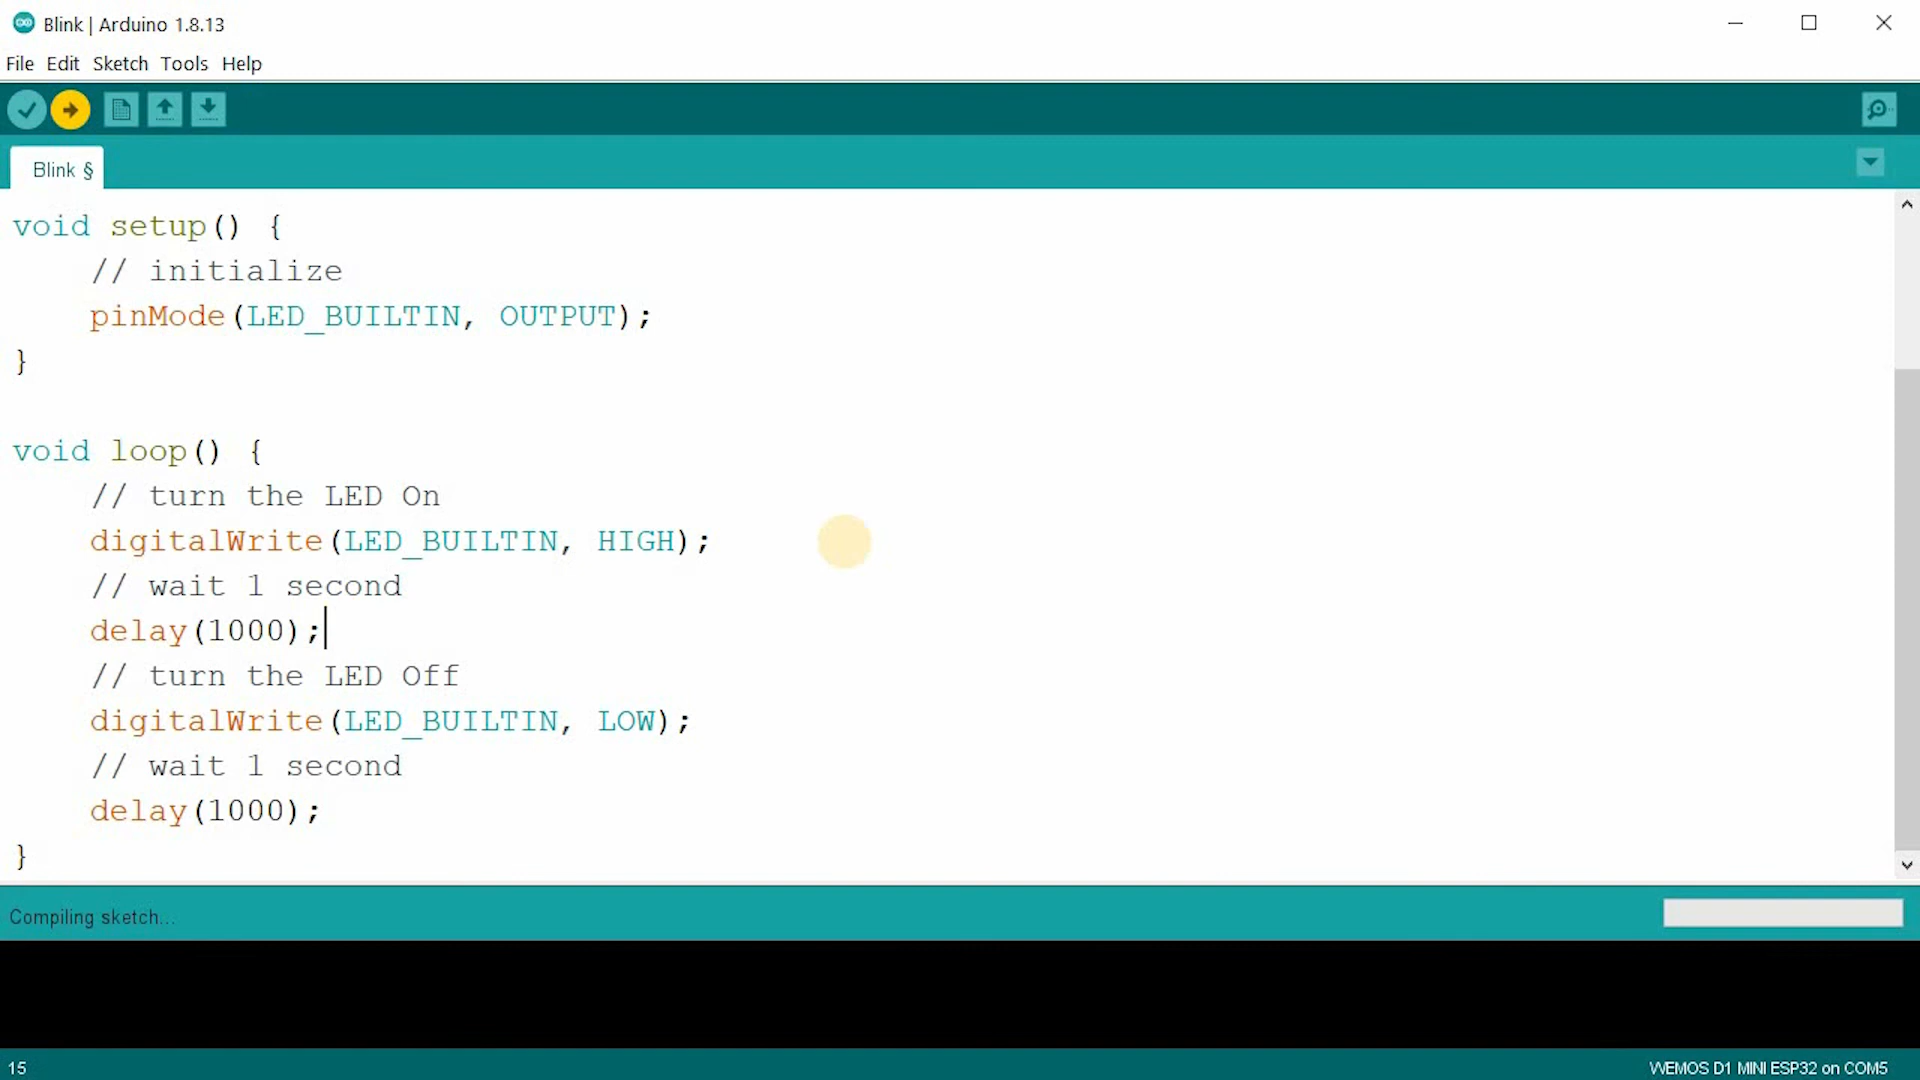 Blink | Arduino 1.8.13
File Edit Sketch Tools Help
Blink §
void setup() {
    // initialize
    pinMode(LED_BUILTIN, OUTPUT);
}

void loop() {
    // turn the LED On
    digitalWrite(LED_BUILTIN, HIGH);
    // wait 1 second
    delay(1000);
    // turn the LED Off
    digitalWrite(LED_BUILTIN, LOW);
    // wait 1 second
    delay(1000);
}
Compiling sketch...
15
WEMOS D1 MINI ESP32 on COM5